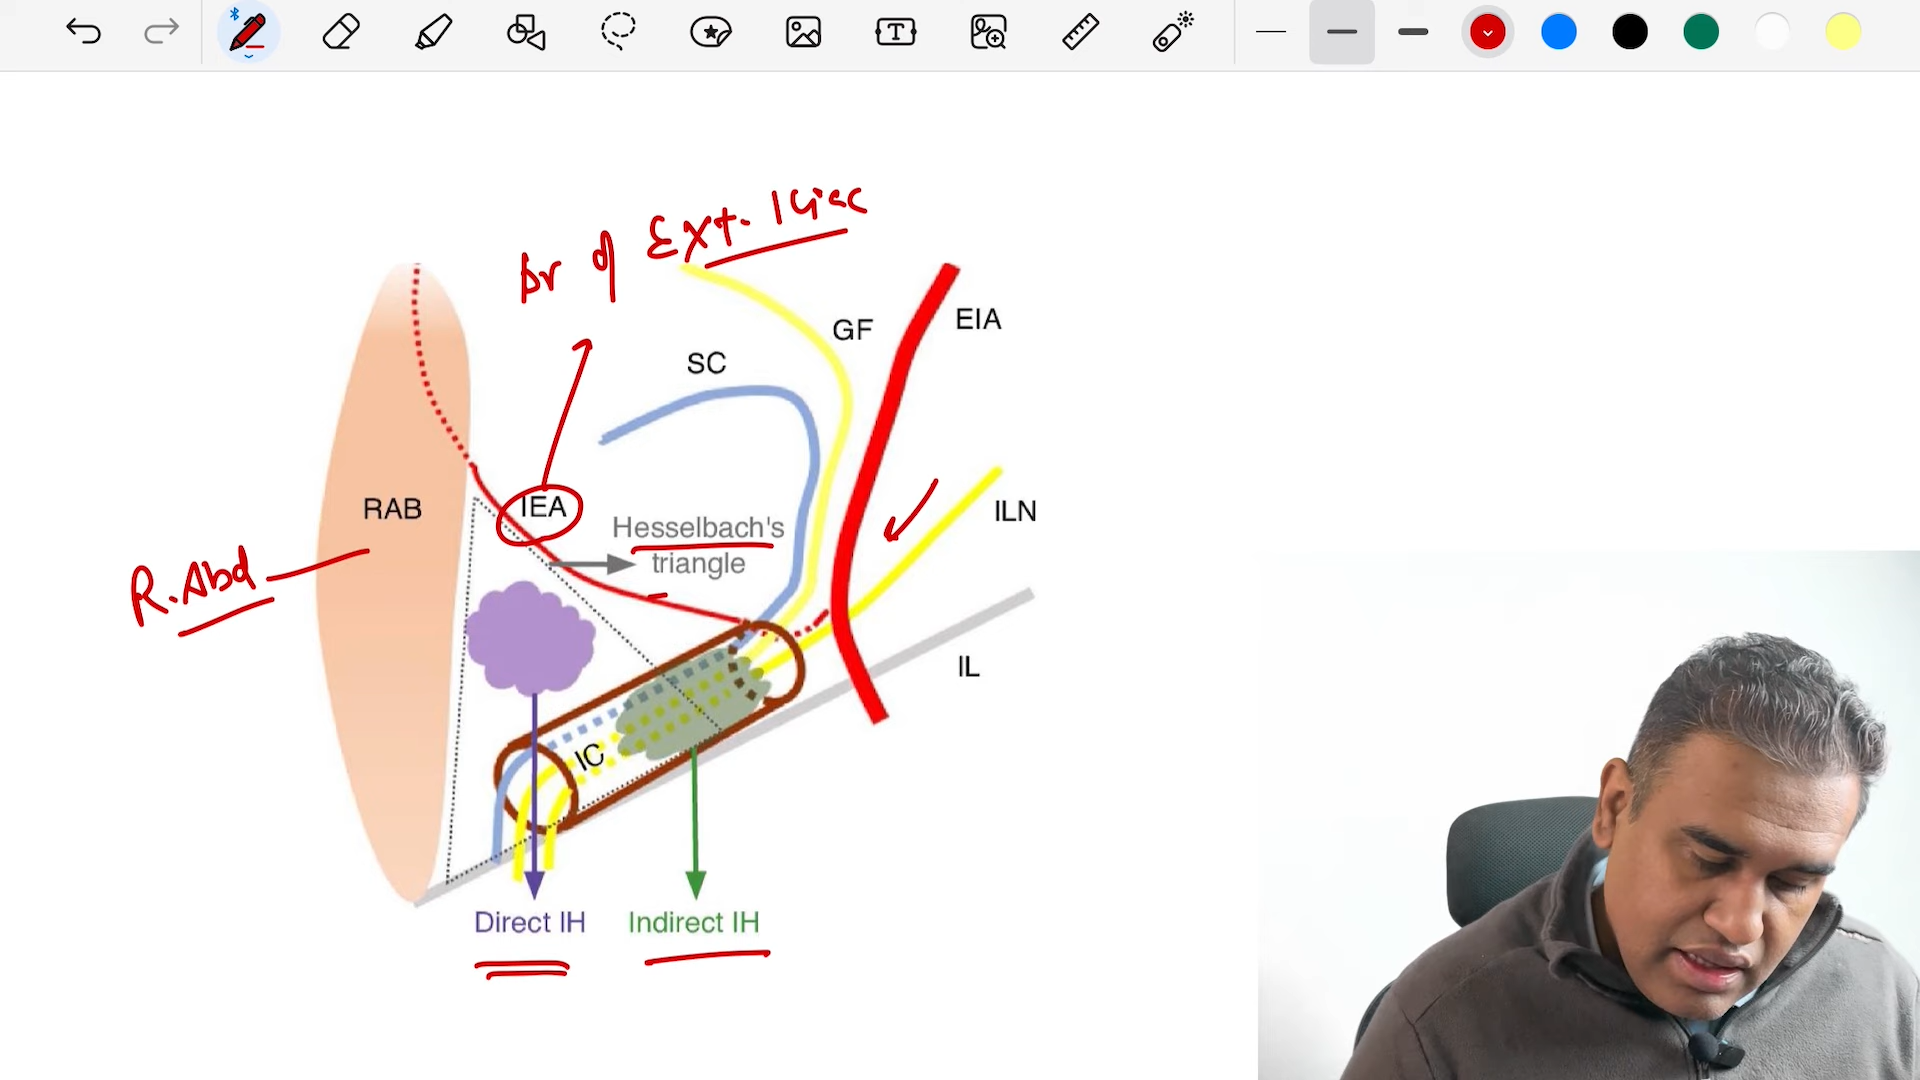 Br of Ext. Iliac
GF
EIA
SC
RAB
IEA
Hesselbach's
triangle
ILN
R.Abd
IL
IC
Direct IH
Indirect IH